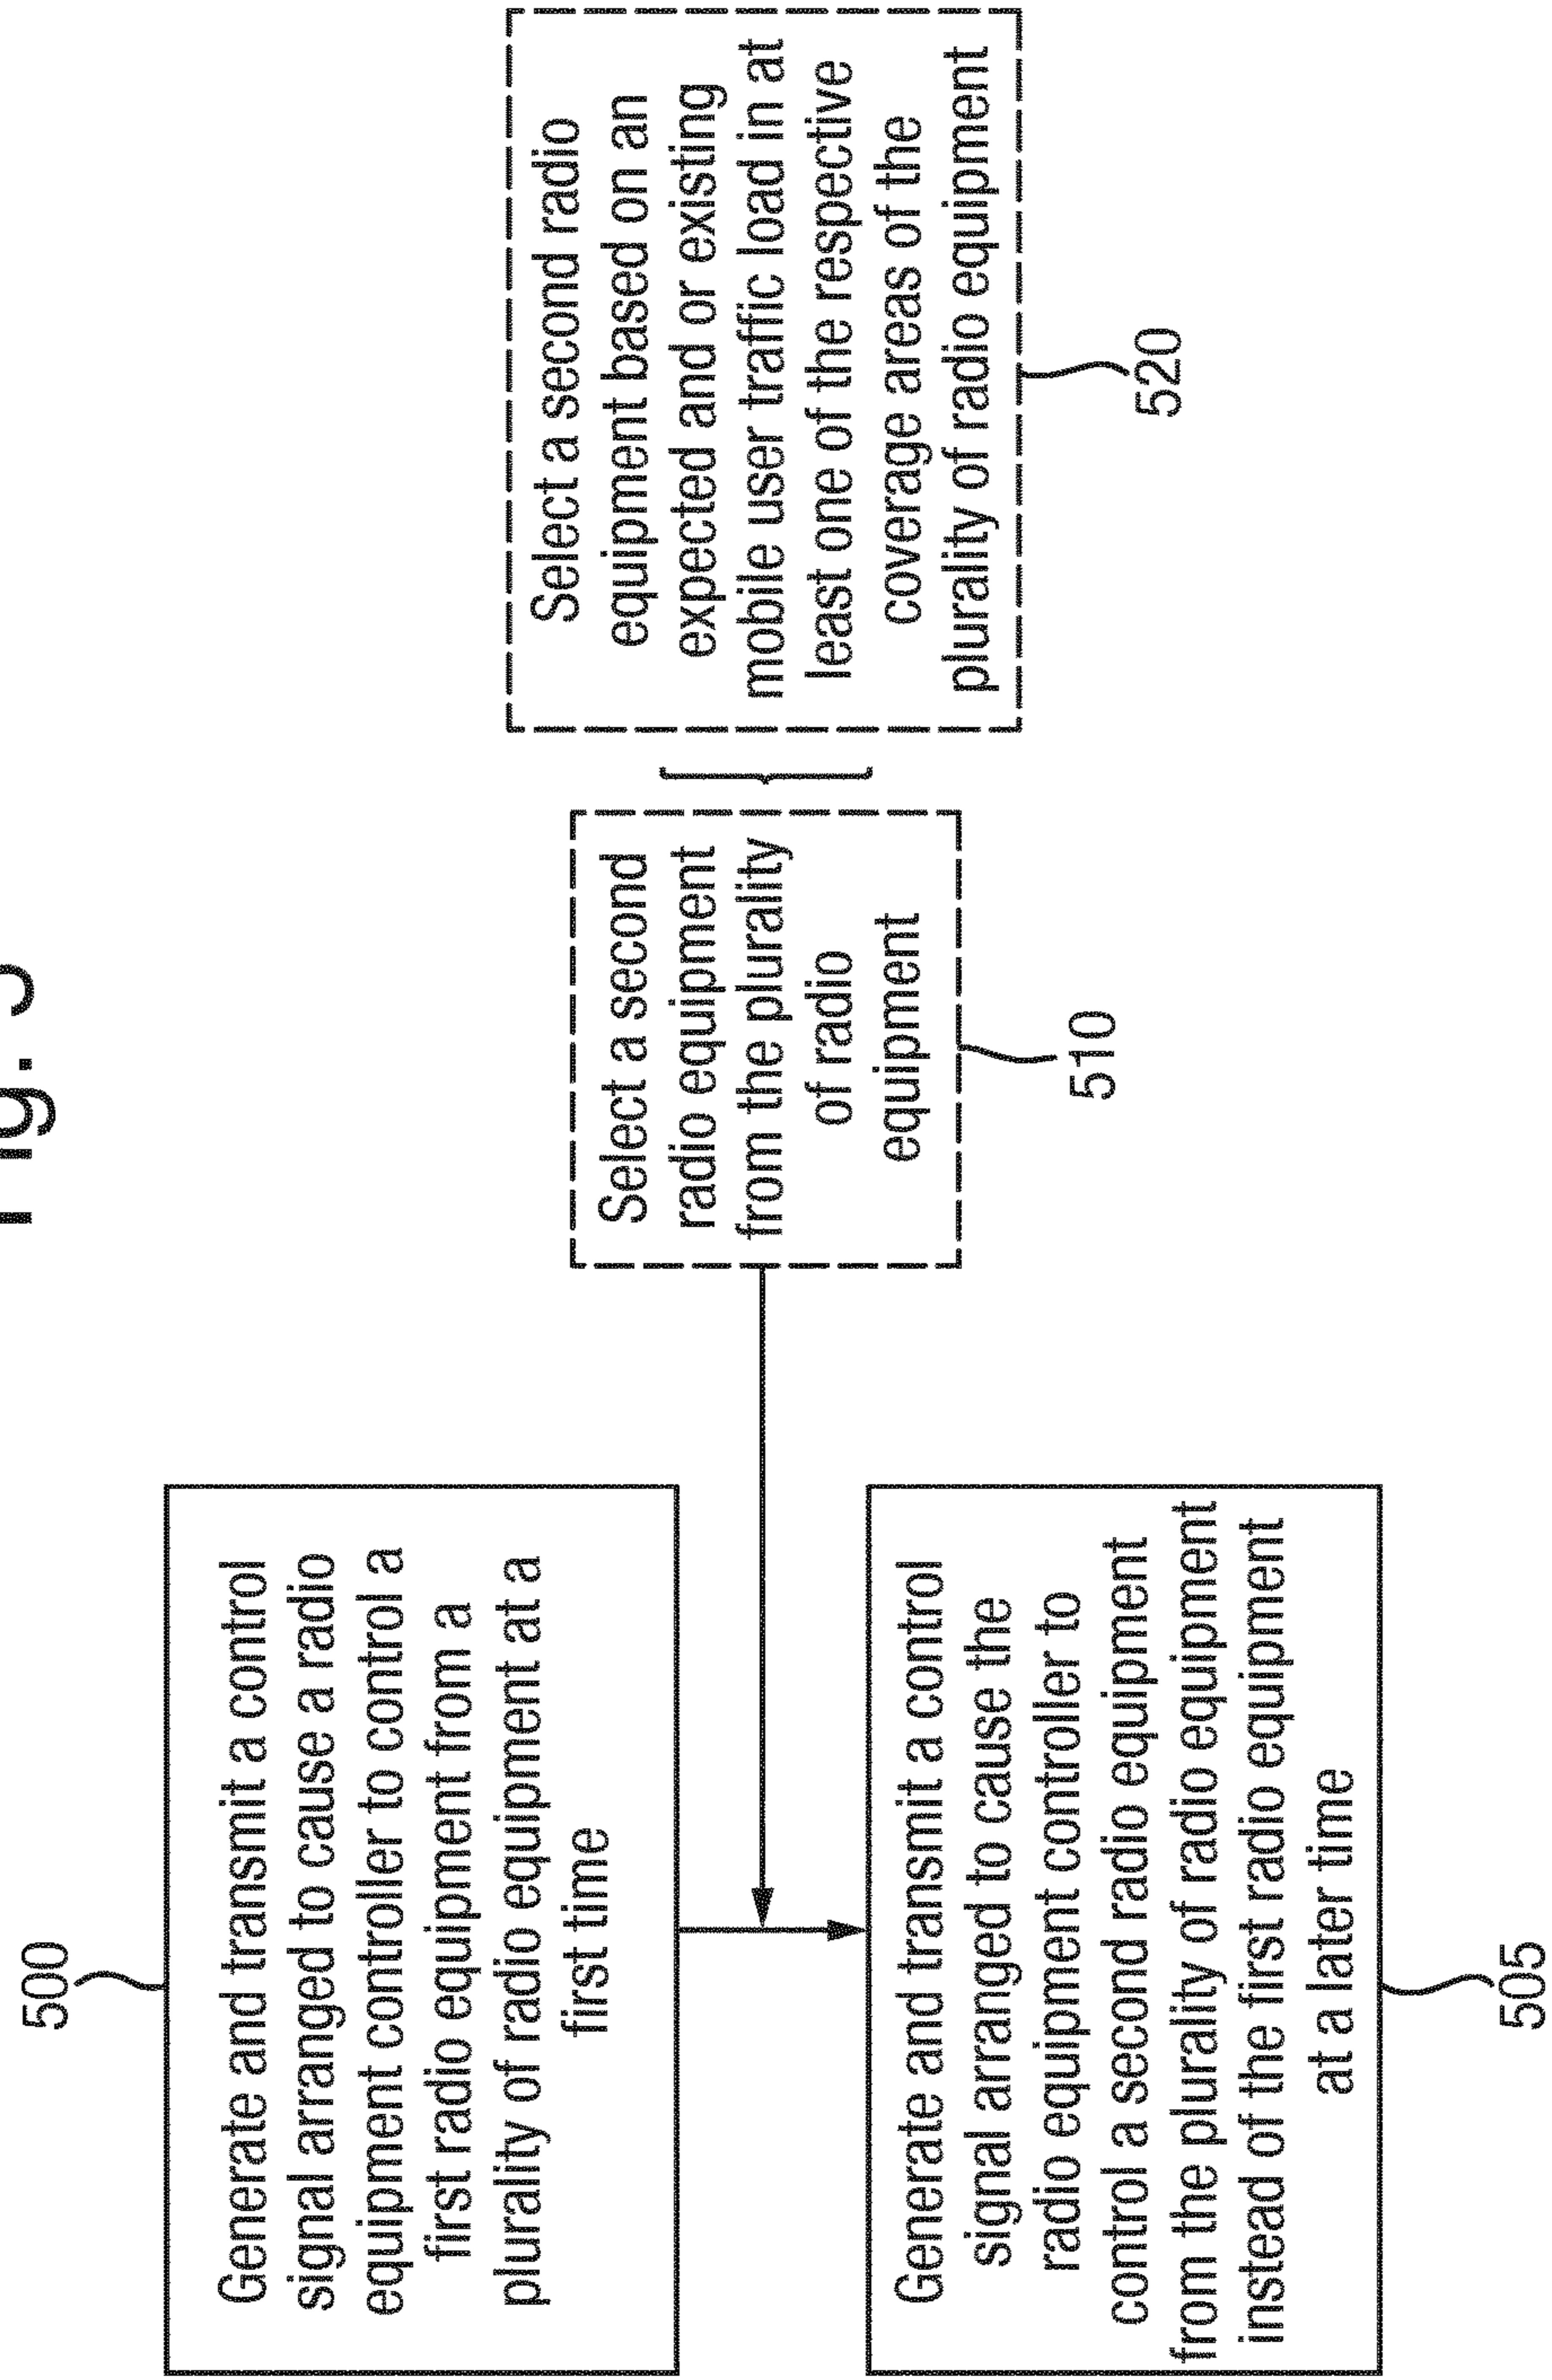 Fig. 5
500
Generate and transmit a control
signal arranged to cause a radio
equipment controller to control a
first radio equipment from a
plurality of radio equipment at a
first time
Generate and transmit a control
signal arranged to cause the
radio equipment controller to
control a second radio equipment
from the plurality of radio equipment
instead of the first radio equipment
at a later time
505
Select a second
radio equipment
from the plurality
of radio
equipment
510
Select a second radio
equipment based on an
expected and or existing
mobile user traffic load in at
least one of the respective
coverage areas of the
plurality of radio equipment
520